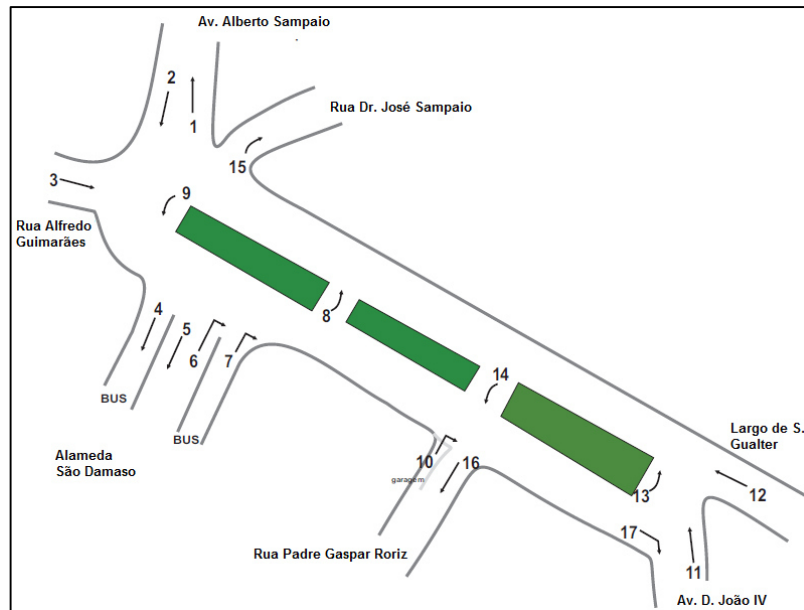 Av. Alberto Sampaio
2
1
Rua Dr. José Sampaio
15
3
9
Rua Alfredo
Guimarães
8
4
5
6
7
14
BUS
BUS
Alameda
São Damaso
10
16
garagem
Largo de S.
Gualter
13
12
17
11
Rua Padre Gaspar Roriz
Av. D. João IV